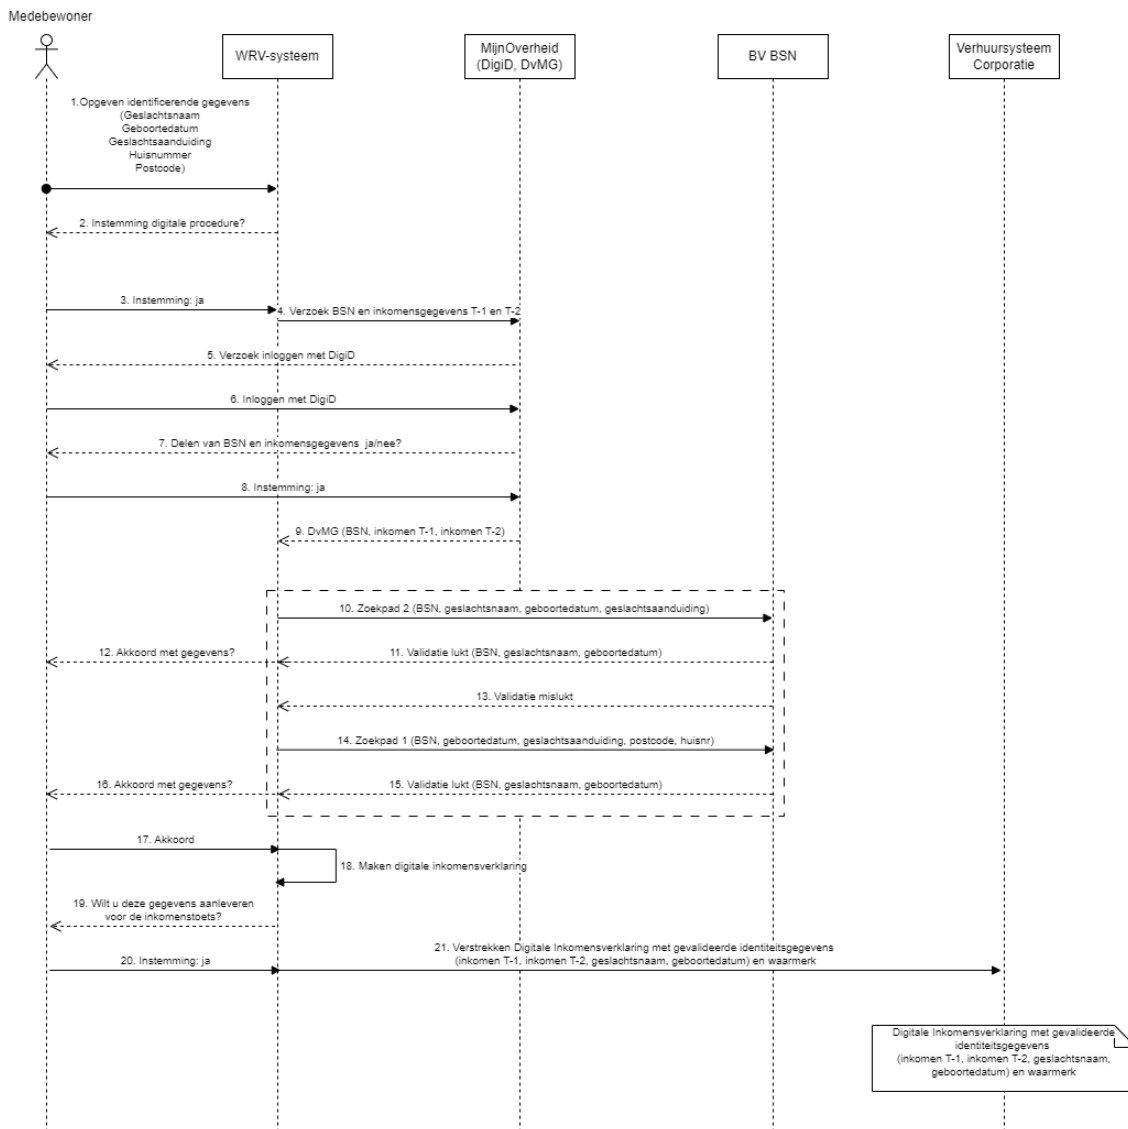 Medebewoner
WRV-systeem
MijnOverheid
(DigiD, DvMG)
BV BSN
Verhuursysteem
Corporatie
1.Opgeven identificerende gegevens
(Geslachtsnaam
Geboortedatum
Geslachtsaanduiding
Huisnummer
Postcode)
2. Instemming digitale procedure?
3. Instemming: ja
4. Verzoek BSN en inkomensgegevens T-1 en T-2
5. Verzoek inloggen met DigiD
6. Inloggen met DigiD
7. Delen van BSN en inkomensgegevens ja/nee?
8. Instemming: ja
9. DvMG (BSN, inkomen T-1, inkomen T-2)
10. Zoekpad 2 (BSN, geslachtsnaam, geboortedatum, geslachtsaanduiding)
12. Akkoord met gegevens?
11. Validatie lukt (BSN, geslachtsnaam, geboortedatum)
13. Validatie mislukt
14. Zoekpad 1 (BSN, geboortedatum, geslachtsaanduiding, postcode, huisnr)
16. Akkoord met gegevens?
15. Validatie lukt (BSN, geslachtsnaam, geboortedatum)
17. Akkoord
18. Maken digitale inkomensverklaring
19. Wilt u deze gegevens aanleveren
voor de inkomenstoets?
20. Instemming: ja
21. Verstrekken Digitale Inkomensverklaring met gevalideerde identiteitsgegevens
(inkomen T-1, inkomen T-2, geslachtsnaam, geboortedatum) en waarmerk
Digitale Inkomensverklaring met gevalideerde
identiteitsgegevens
(inkomen T-1, inkomen T-2, geslachtsnaam,
geboortedatum) en waarmerk